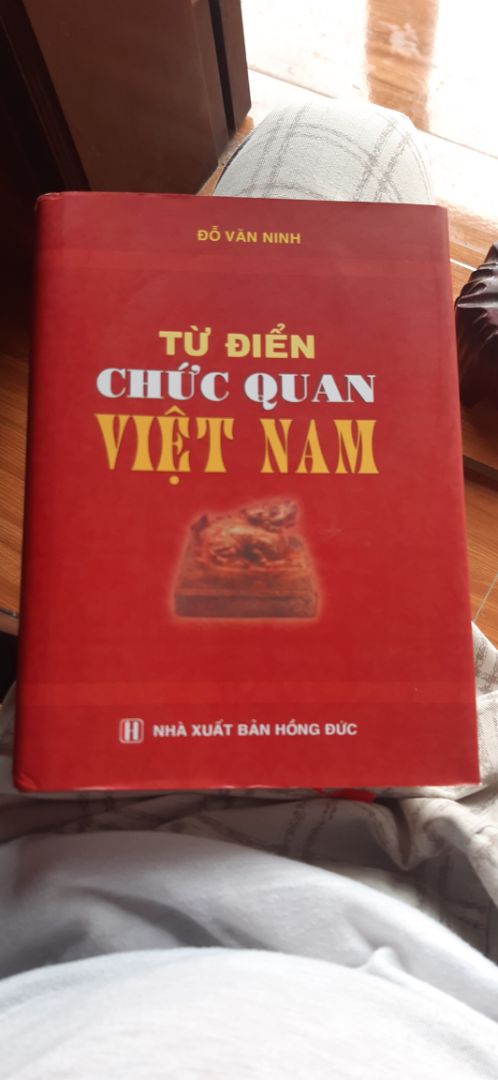 ĐỖ VĂN NINH
TỪ ĐIỂN
CHỨC QUAN
VIỆT NAM
H NHÀ XUẤT BẢN HỒNG ĐỨC